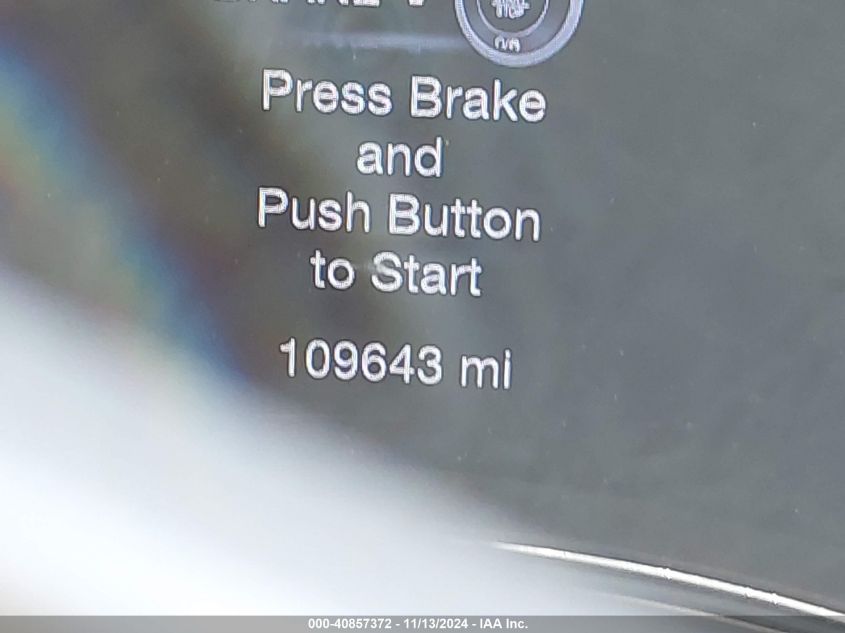 Press Brake
and
Push Button
to Start
109643 mi
000-40857372 - 11/13/2024 - IAA Inc.